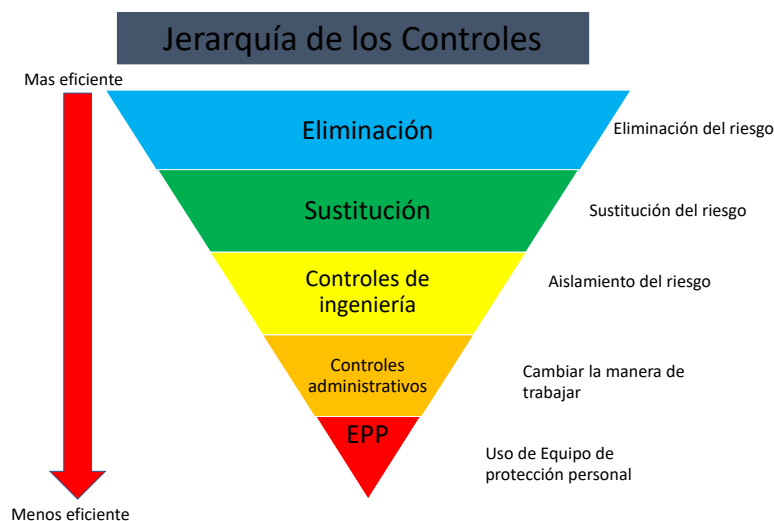 Jerarquía de los Controles
Mas eficiente
Eliminación
Eliminación del riesgo
Sustitución
Sustitución del riesgo
Controles de
ingeniería
Aislamiento del riesgo
Controles
administrativos
Cambiar la manera de
trabajar
EPP
Uso de Equipo de
protección personal
Menos eficiente